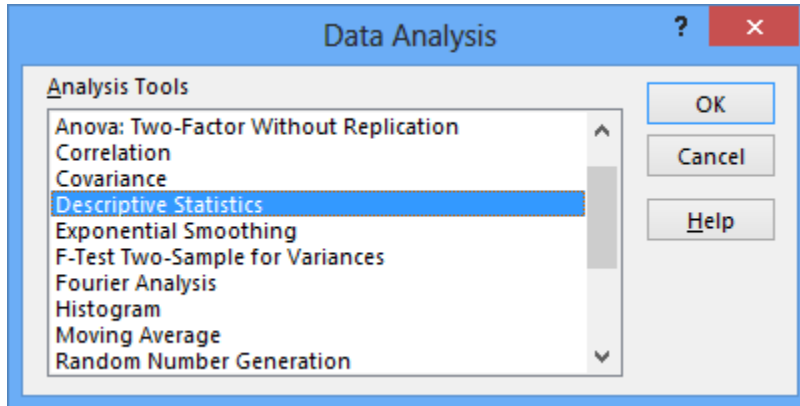 Data Analysis
?
×
Analysis Tools
Anova: Two-Factor Without Replication
Correlation
Covariance
Descriptive Statistics
Exponential Smoothing
F-Test Two-Sample for Variances
Fourier Analysis
Histogram
Moving Average
Random Number Generation
OK
Cancel
Help